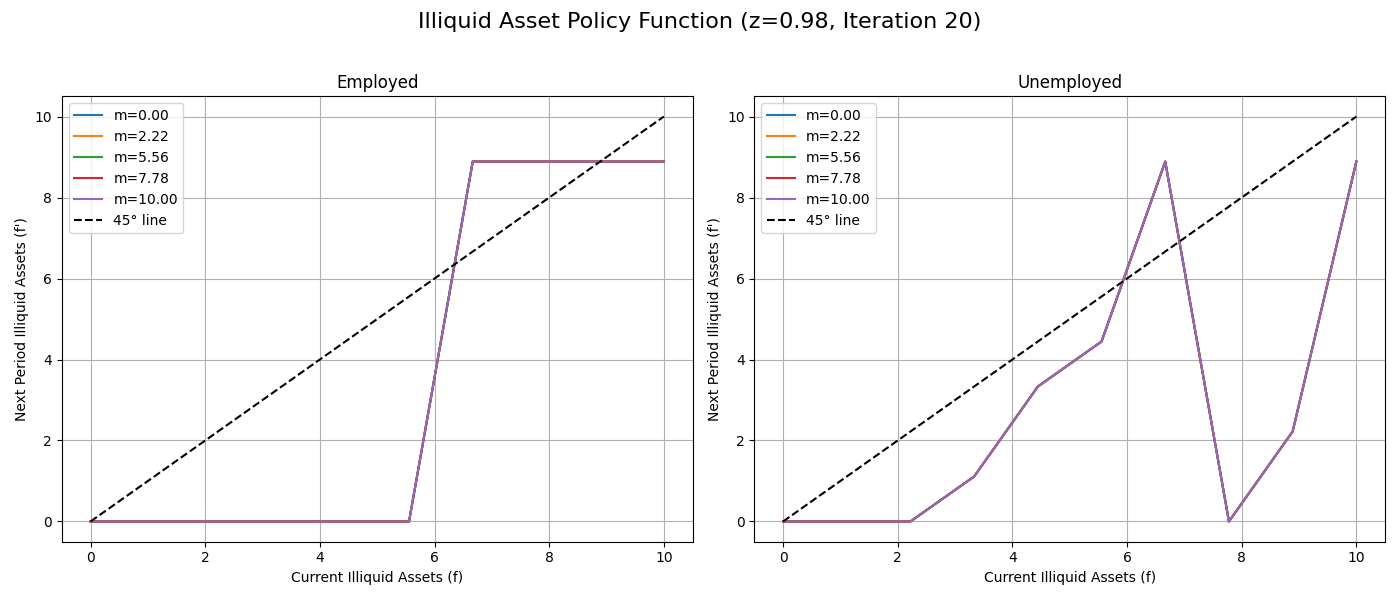 Illiquid Asset Policy Function (z=0.98, Iteration 20)
Employed
m=0.00
m=2.22
m=5.56
m=7.78
m=10.00
45° line
10
8
6
4
2
0
Next Period Illiquid Assets (f')
0 2 4 6 8 10
Current Illiquid Assets (f)
Unemployed
m=0.00
m=2.22
m=5.56
m=7.78
m=10.00
45° line
10
8
6
4
2
0
Next Period Illiquid Assets (f')
0 2 4 6 8 10
Current Illiquid Assets (f)